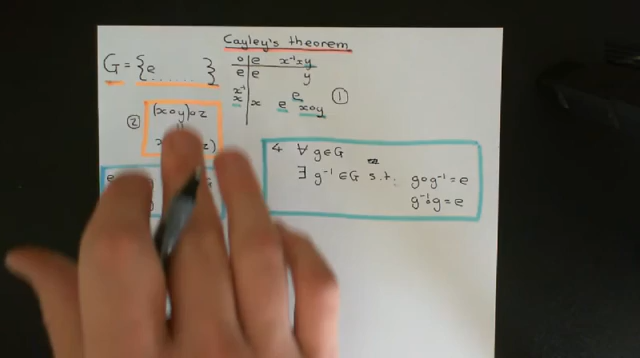 Cayley's theorem
G = {e ....... }
o e x⁻¹ x y
e e y
x⁻¹
x x e x o y
e
①
②
(x o y) o z
4 ∀ g ∈ G
∃ g⁻¹ ∈ G s.t. g o g⁻¹ = e
g⁻¹ o g = e